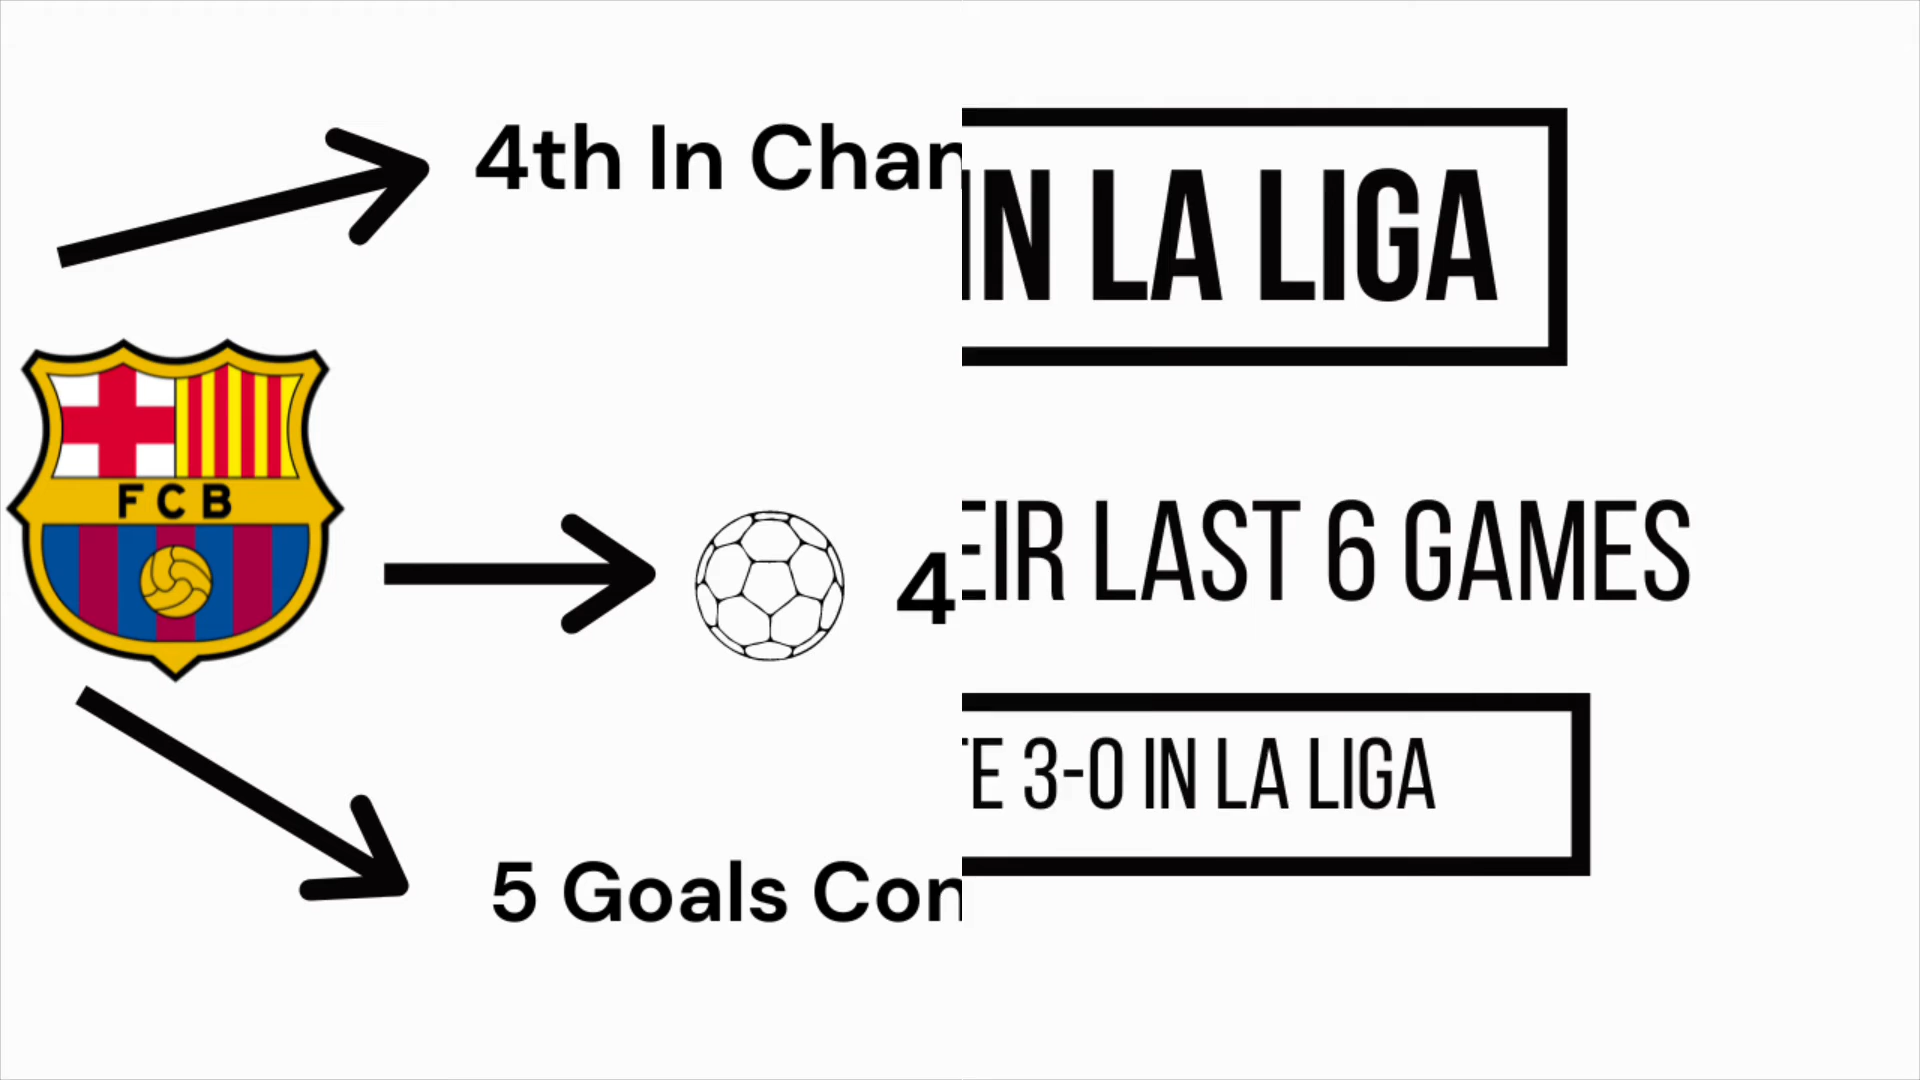 4th In Chan
IN LA LIGA
FCB
EIR LAST 6 GAMES
4
TE 3-0 IN LA LIGA
5 Goals Con